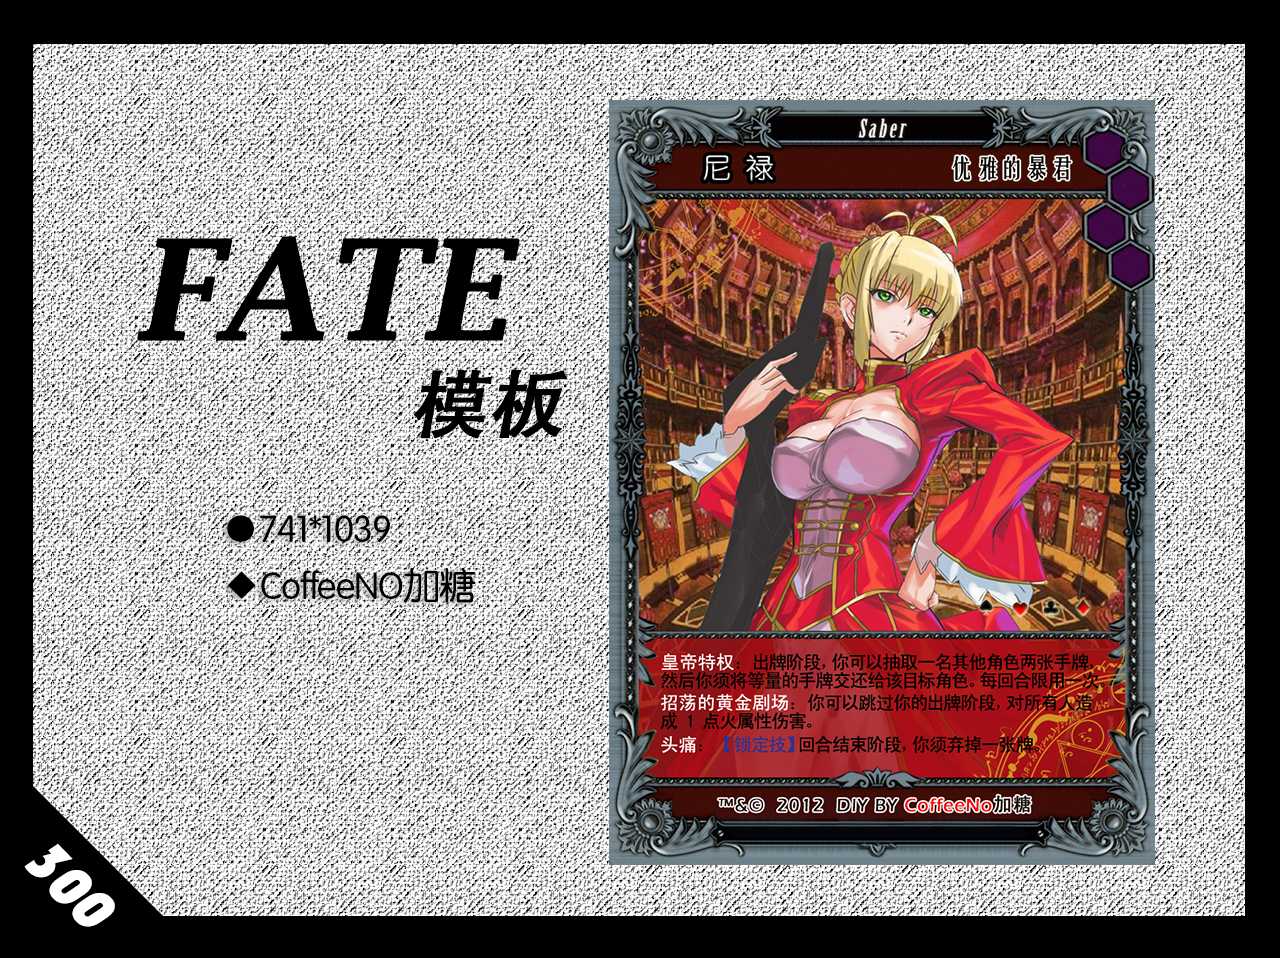 FATE
模板
●741*1039
◆CoffeeNO加糖
300
Saber
尼禄
优雅的暴君
皇帝特权：出牌阶段，你可以抽取一名其他角色两张手牌，
然后你须将等量的手牌交还给该目标角色。每回合限用一次
招荡的黄金剧场：你可以跳过你的出牌阶段，对所有人造
成 1 点火属性伤害。
头痛：【锁定技】回合结束阶段，你须弃掉一张牌。
™&© 2012 DIY BY CoffeeNo加糖